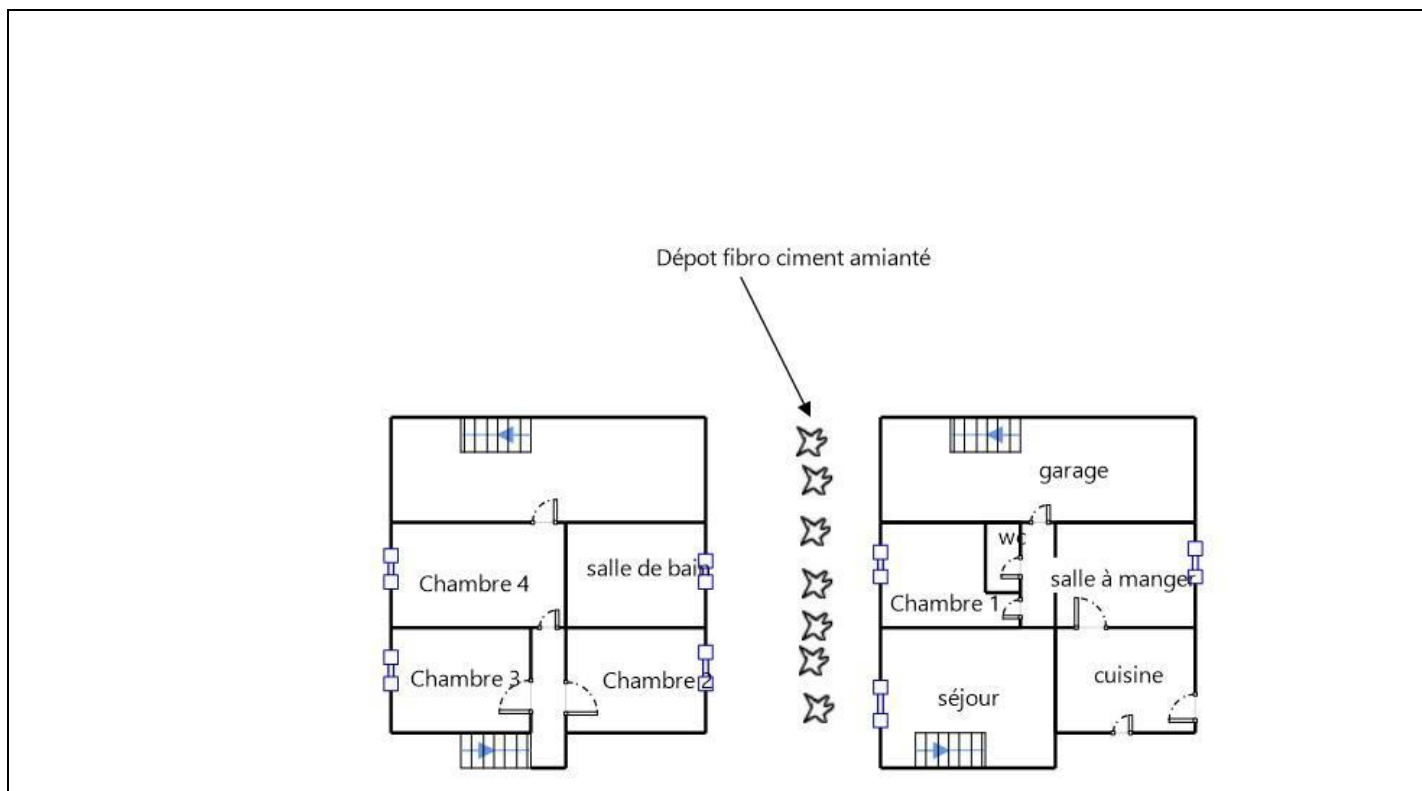 Dépot fibro ciment amianté
garage
wc
salle de bain
Chambre 4
salle à manger
Chambre 1
Chambre 3
Chambre 2
séjour
cuisine